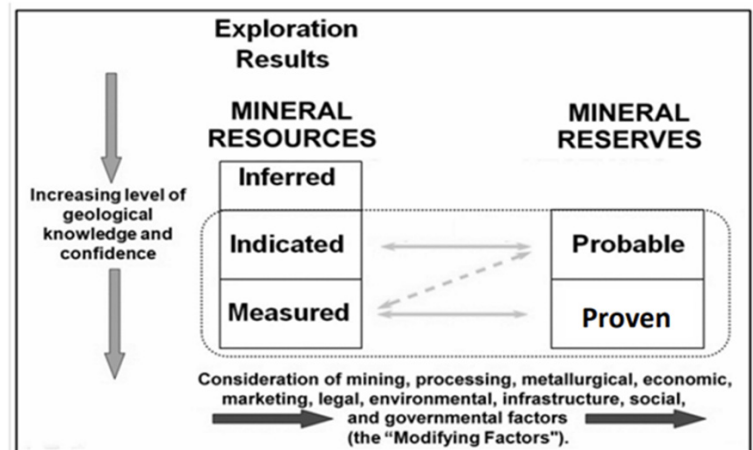 Exploration
Results
MINERAL
RESOURCES
MINERAL
RESERVES
Increasing level of
geological
knowledge and
confidence
Inferred
Indicated
Probable
Measured
Proven
Consideration of mining, processing, metallurgical, economic,
marketing, legal, environmental, infrastructure, social,
and governmental factors
(the “Modifying Factors").